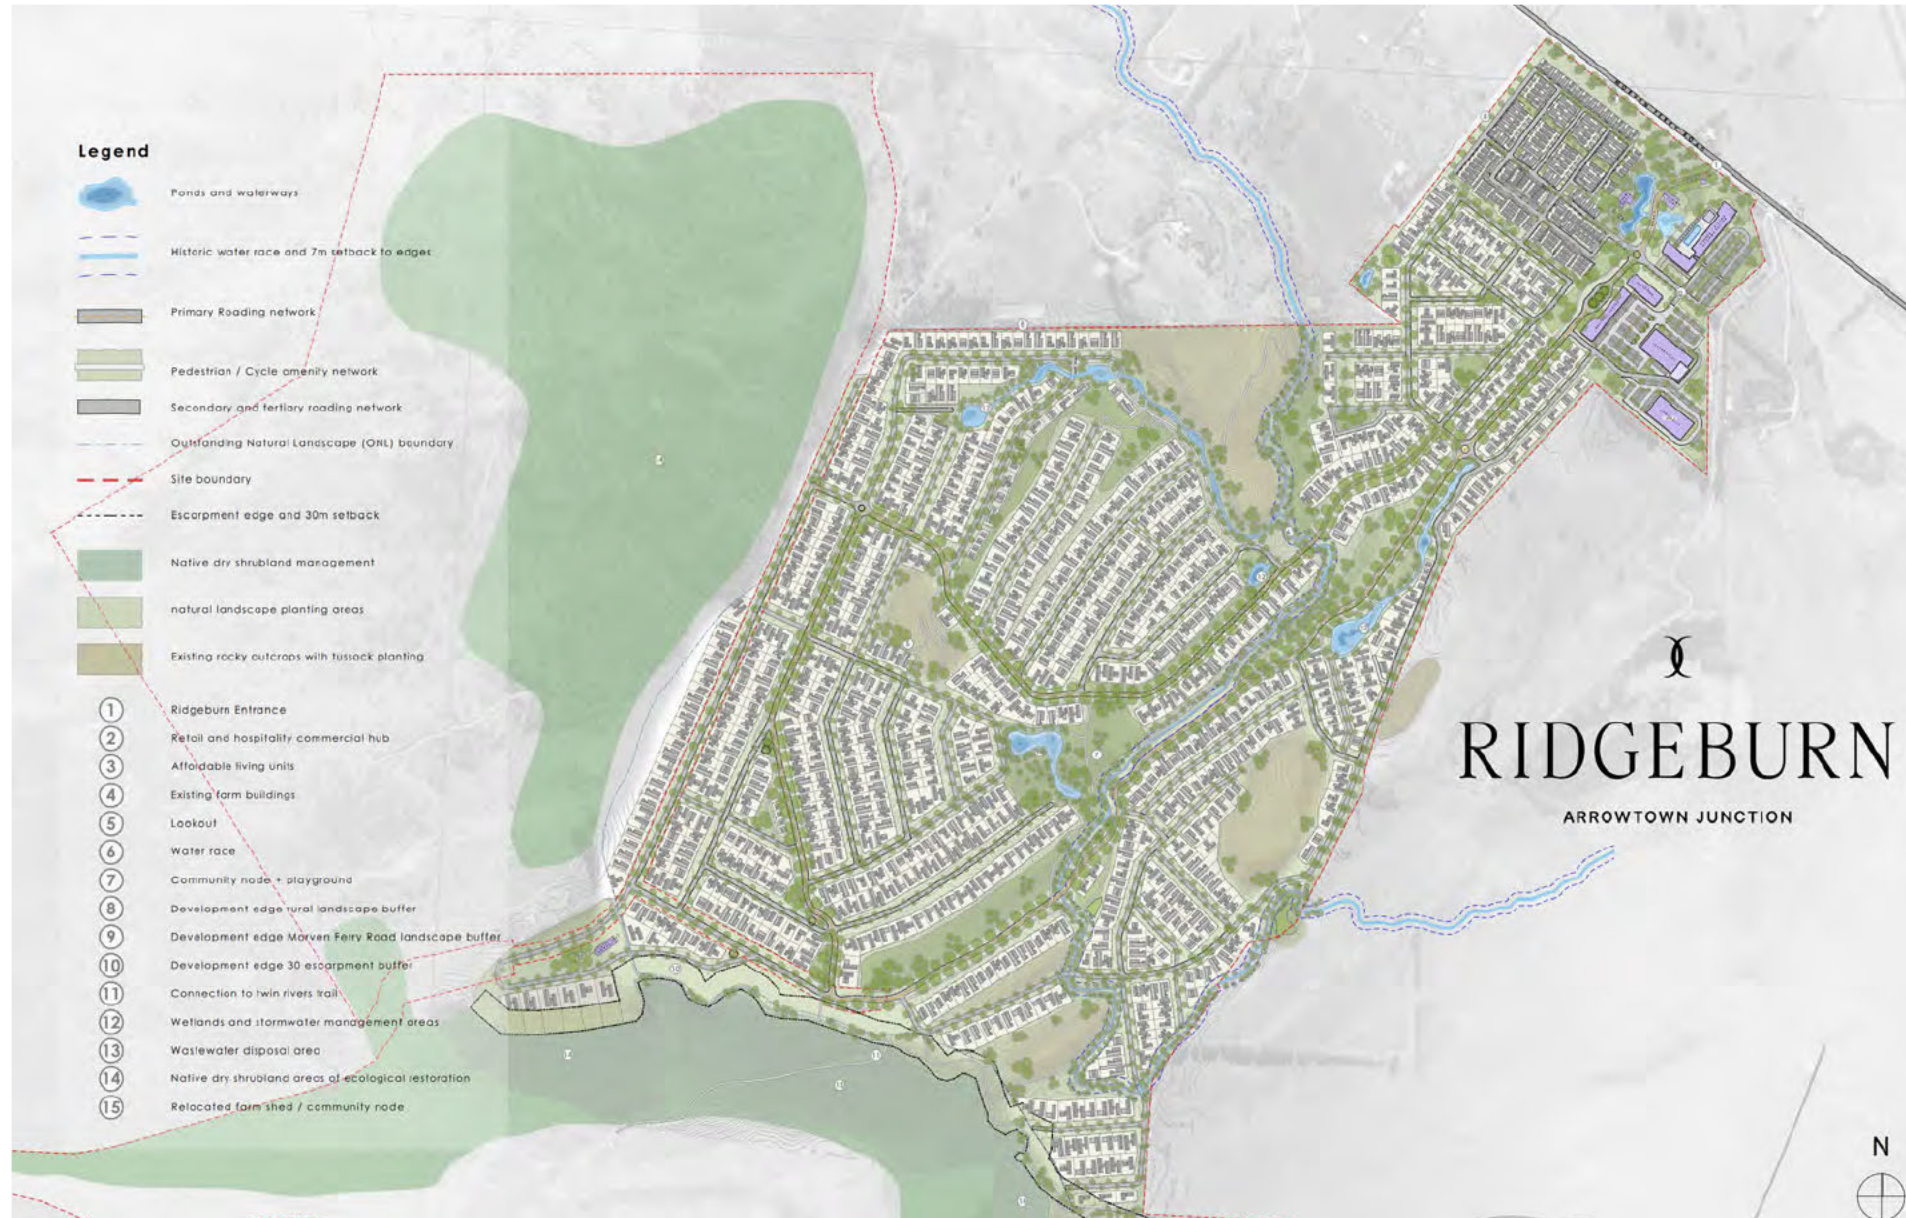 Legend
Ponds and waterways
Historic water race and 7m setback to edges
Primary Roading network
Pedestrian / Cycle amenity network
Secondary and tertiary roading network
Outstanding Natural Landscape (ONL) boundary
Site boundary
Escarpment edge and 30m setback
Native dry shrubland management
natural landscape planting areas
Existing rocky outcrops with tussock planting
1 Ridgeburn Entrance
2 Retail and hospitality commercial hub
3 Affordable living units
4 Existing farm buildings
5 Lookout
6 Water race
7 Community node + playground
8 Development edge rural landscape buffer
9 Development edge Morven Ferry Road landscape buffer
10 Development edge 30 escarpment buffer
11 Connection to twin rivers trail
12 Wetlands and stormwater management areas
13 Wastewater disposal area
14 Native dry shrubland areas of ecological restoration
15 Relocated farm shed / community node
RIDGEBURN
ARROWTOWN JUNCTION
N